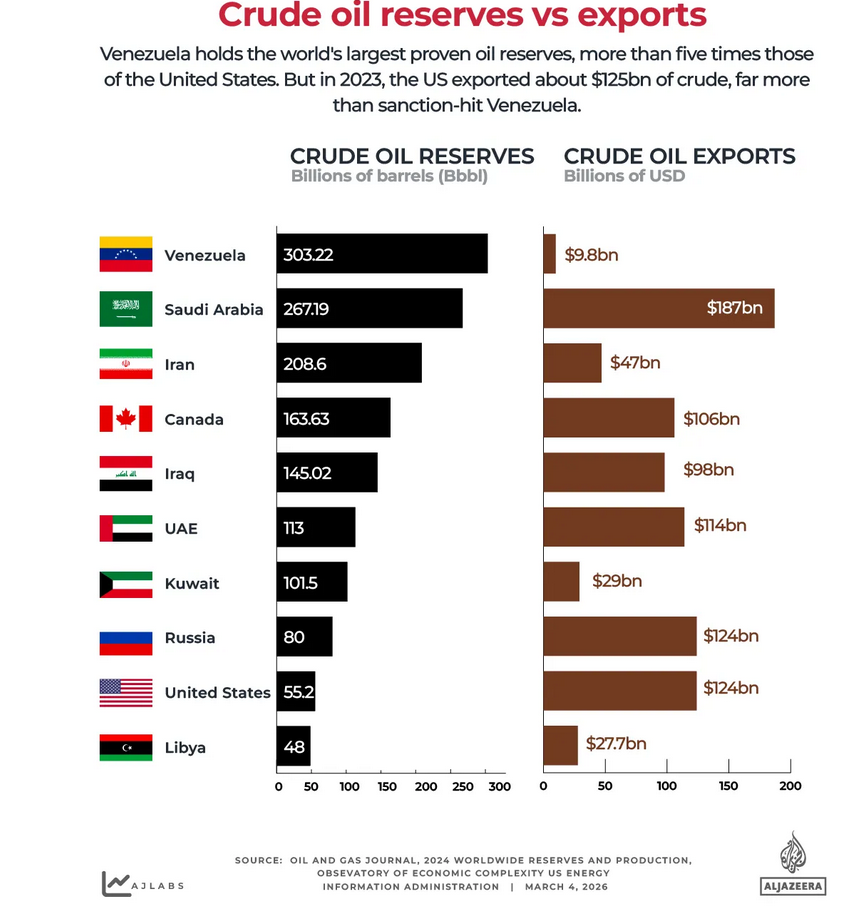 Crude oil reserves vs exports
Venezuela holds the world's largest proven oil reserves, more than five times those
of the United States. But in 2023, the US exported about $125bn of crude, far more
than sanction-hit Venezuela.
CRUDE OIL RESERVES
Billions of barrels (Bbbl)
CRUDE OIL EXPORTS
Billions of USD
Venezuela 303.22 $9.8bn
Saudi Arabia 267.19 $187bn
Iran 208.6 $47bn
Canada 163.63 $106bn
Iraq 145.02 $98bn
UAE 113 $114bn
Kuwait 101.5 $29bn
Russia 80 $124bn
United States 55.2 $124bn
Libya 48 $27.7bn
0 50 100 150 200 250 300
0 50 100 150 200
SOURCE: OIL AND GAS JOURNAL, 2024 WORLDWIDE RESERVES AND PRODUCTION,
OBSEVATORY OF ECONOMIC COMPLEXITY US ENERGY
INFORMATION ADMINISTRATION | MARCH 4, 2026
AJLABS
ALJAZEERA